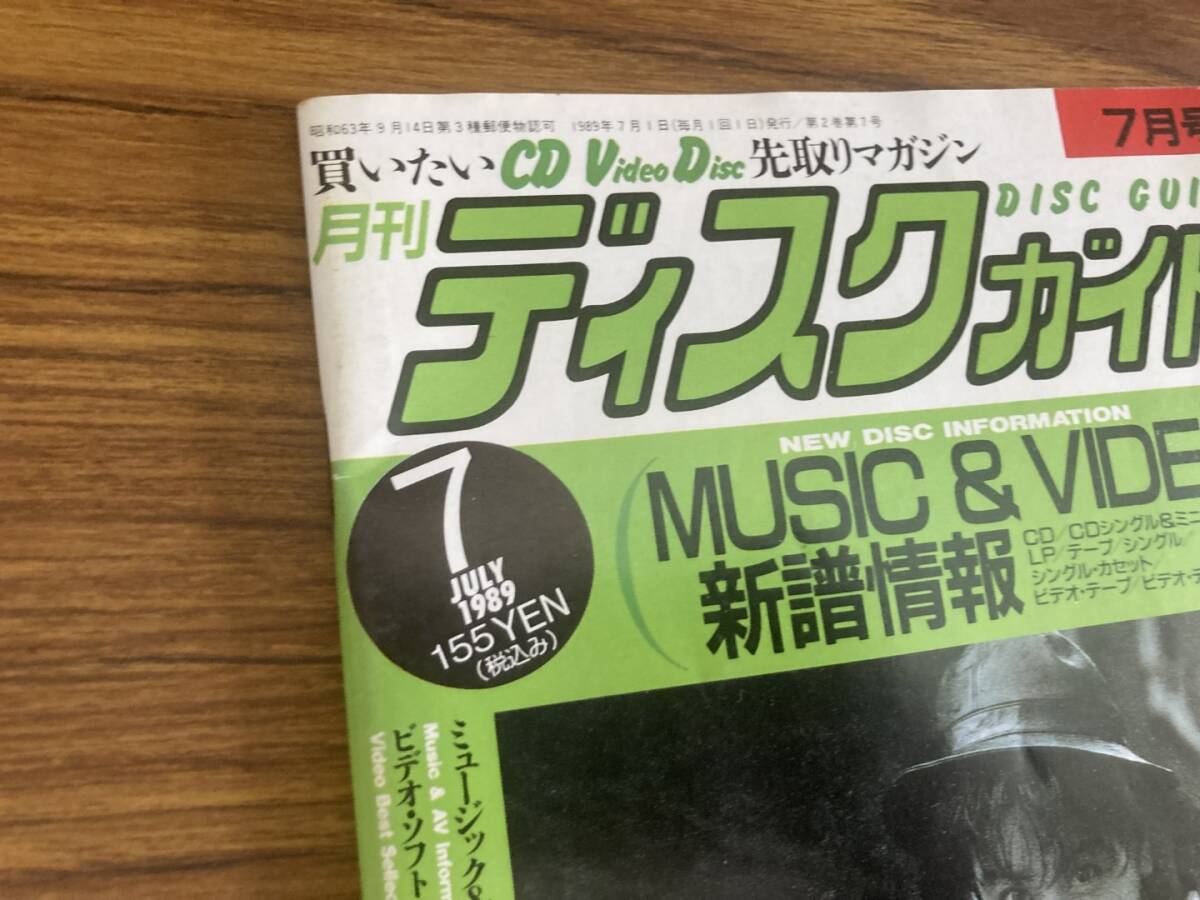 昭和63年9月14日第3種郵便物認可 1989年7月1日(毎月1回1日)発行/第2巻第7号
7月号
買いたいCD Video Disc先取りマガジン
月刊
DISC GUI
ディスクガイド
7
JULY
1989
155YEN
(税込み)
NEW DISC INFORMATION
MUSIC & VIDE
新譜情報
CD/CDシングル&ミニ
LP/テープ/シングル/
シングル・カセット/
ビデオ・テープ/ビデオ・デ
ミュージック&
Music & AV Inform
ビデオ・ソフト
Video Best Selle